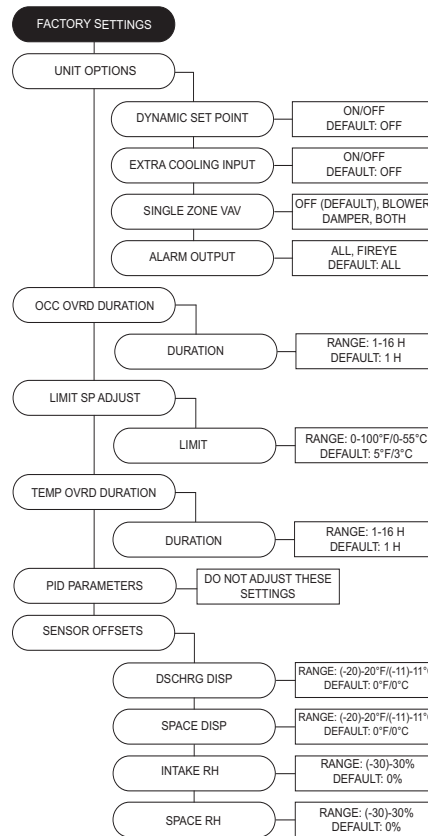 FACTORY SETTINGS
UNIT OPTIONS
DYNAMIC SET POINT
ON/OFF
DEFAULT: OFF
EXTRA COOLING INPUT
ON/OFF
DEFAULT: OFF
SINGLE ZONE VAV
OFF (DEFAULT), BLOWER
DAMPER, BOTH
ALARM OUTPUT
ALL, FIREYE
DEFAULT: ALL
OCC OVRD DURATION
DURATION
RANGE: 1-16 H
DEFAULT: 1 H
LIMIT SP ADJUST
LIMIT
RANGE: 0-100°F/0-55°C
DEFAULT: 5°F/3°C
TEMP OVRD DURATION
DURATION
RANGE: 1-16 H
DEFAULT: 1 H
PID PARAMETERS
DO NOT ADJUST THESE
SETTINGS
SENSOR OFFSETS
DSCHRG DISP
RANGE: (-20)-20°F/(-11)-11°C
DEFAULT: 0°F/0°C
SPACE DISP
RANGE: (-20)-20°F/(-11)-11°C
DEFAULT: 0°F/0°C
INTAKE RH
RANGE: (-30)-30%
DEFAULT: 0%
SPACE RH
RANGE: (-30)-30%
DEFAULT: 0%